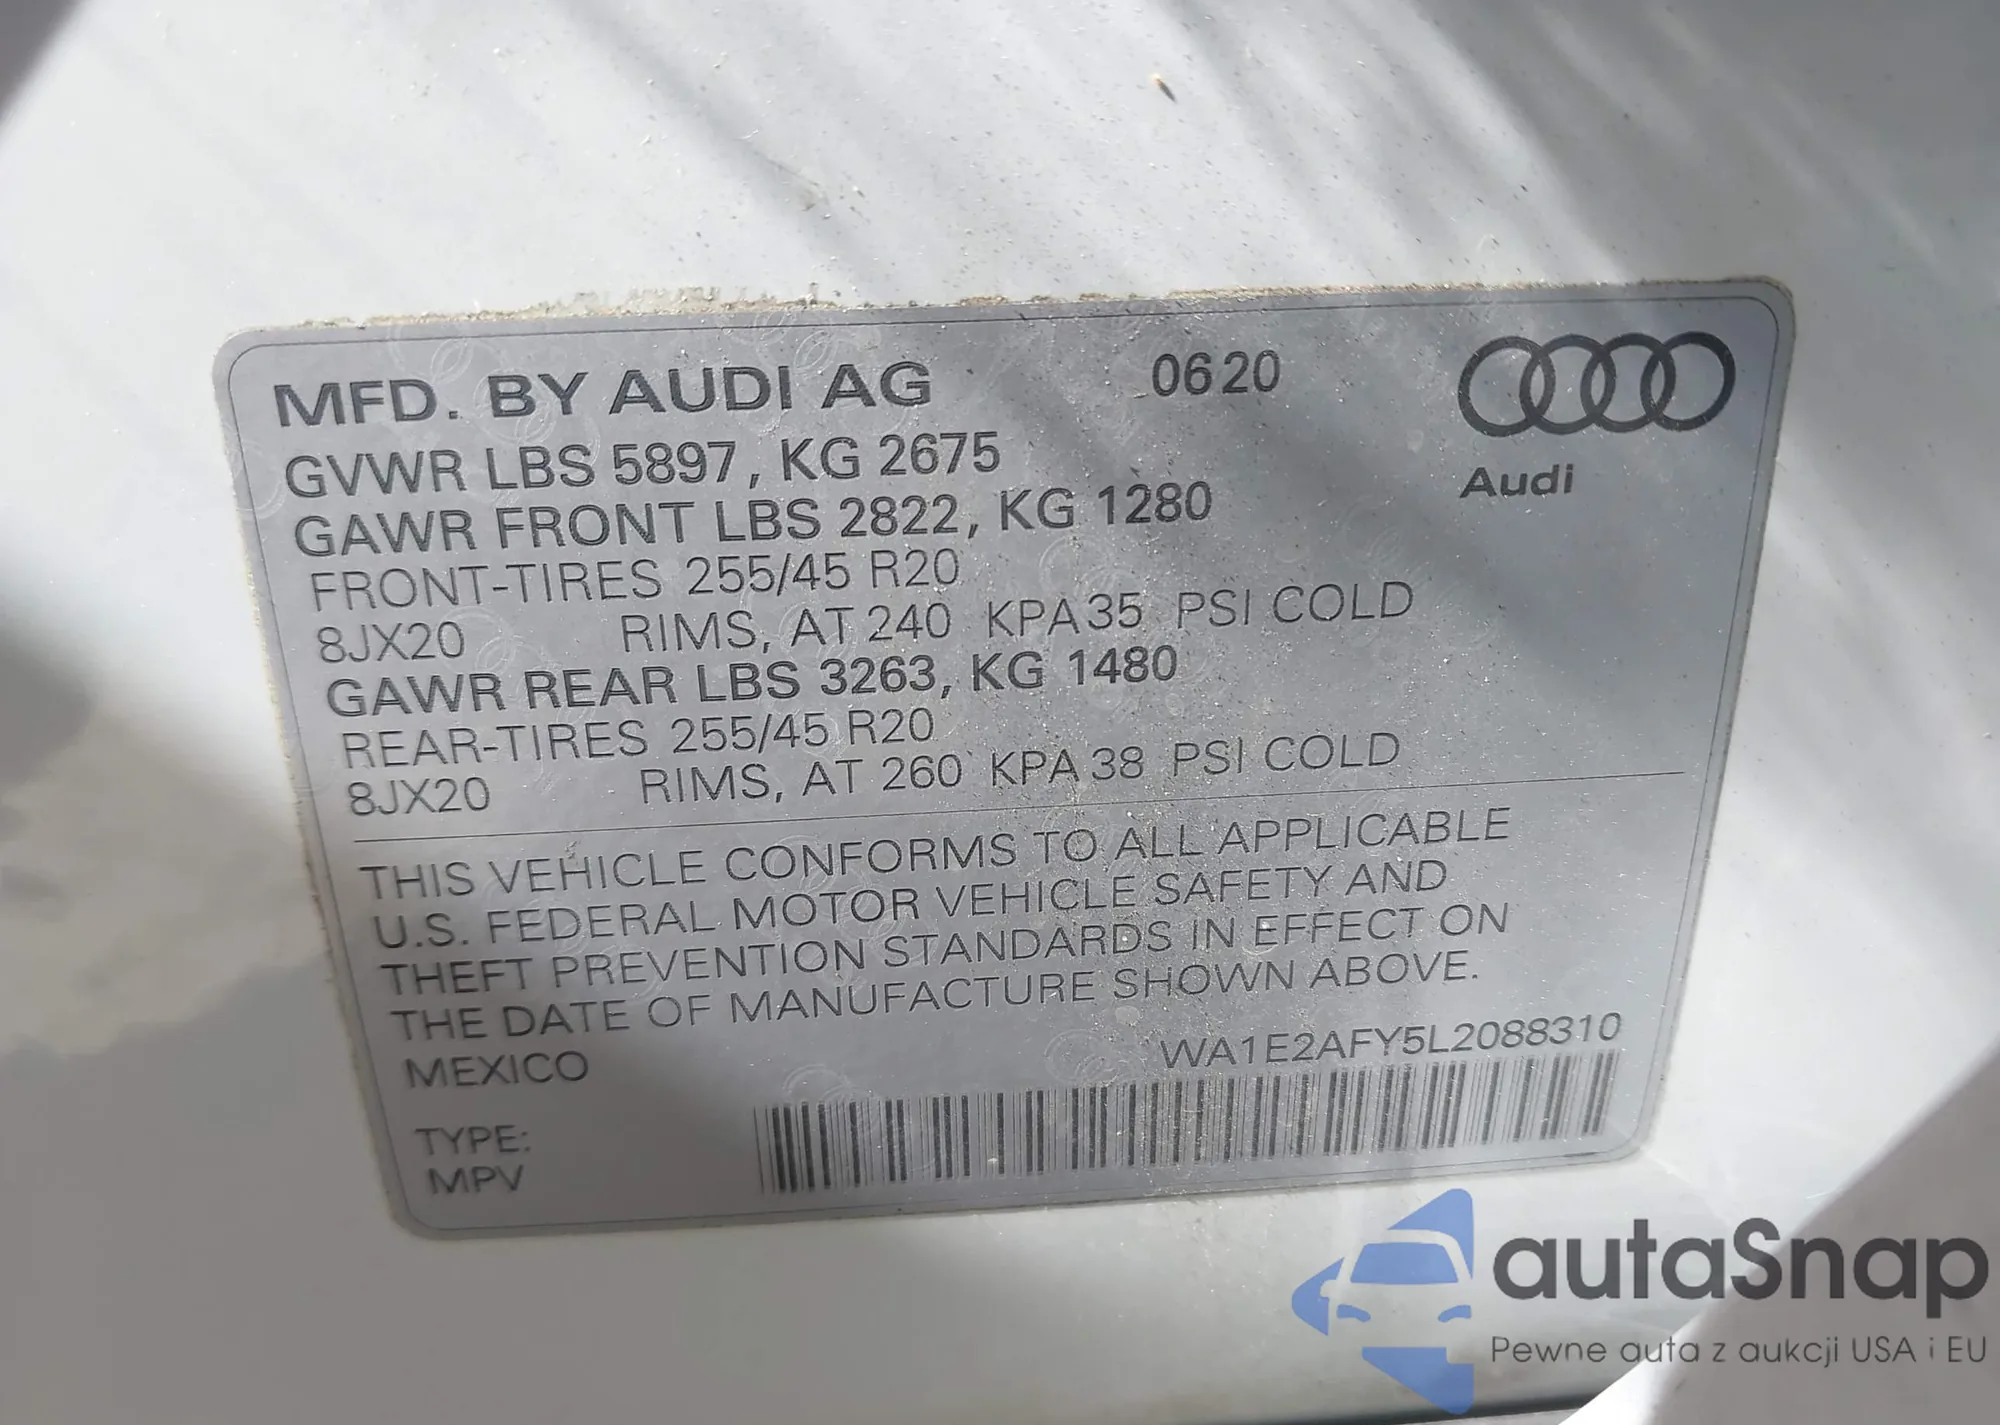 MFD. BY AUDI AG 0620
GVWR LBS 5897, KG 2675
Audi
GAWR FRONT LBS 2822, KG 1280
FRONT-TIRES 255/45 R20
8JX20 RIMS, AT 240 KPA 35 PSI COLD
GAWR REAR LBS 3263, KG 1480
REAR-TIRES 255/45 R20
8JX20 RIMS, AT 260 KPA 38 PSI COLD
THIS VEHICLE CONFORMS TO ALL APPLICABLE
U.S. FEDERAL MOTOR VEHICLE SAFETY AND
THEFT PREVENTION STANDARDS IN EFFECT ON
THE DATE OF MANUFACTURE SHOWN ABOVE.
MEXICO WA1E2AFY5L2088310
TYPE:
MPV
autaSnap
Pewne auta z aukcji USA i EU